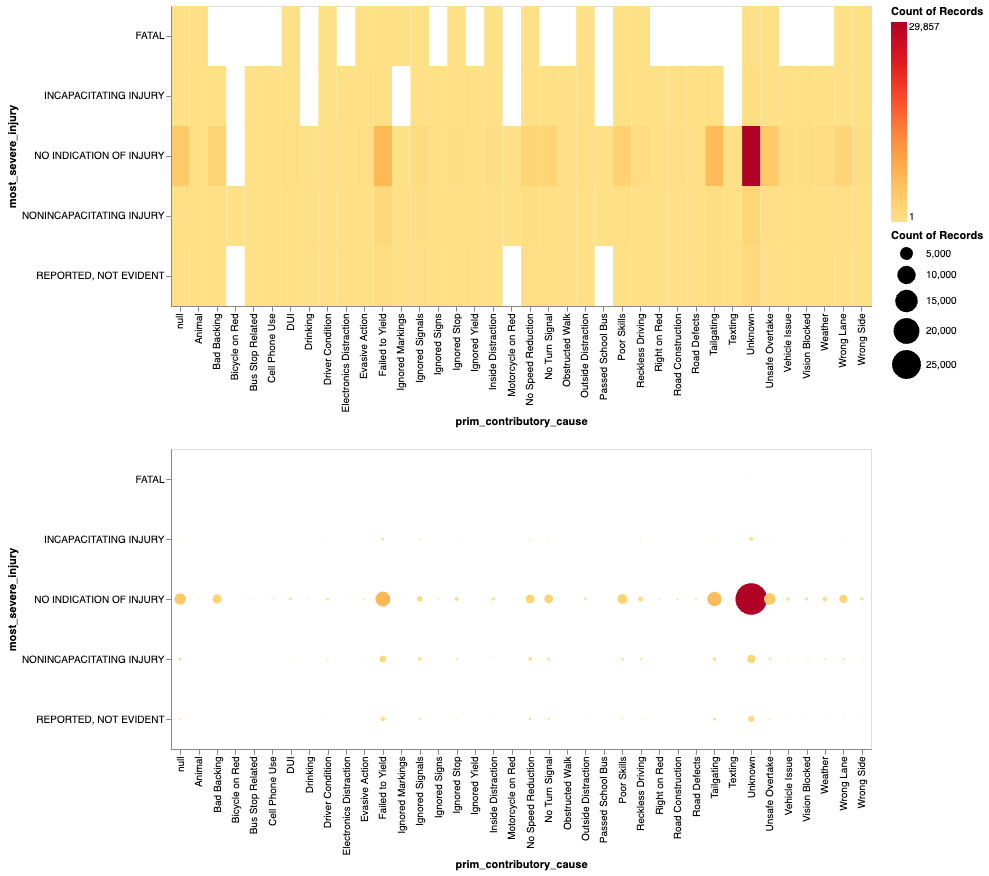 Count of Records
29,857
1
Count of Records
5,000
10,000
15,000
20,000
25,000
most_severe_injury
FATAL
INCAPACITATING INJURY
NO INDICATION OF INJURY
NONINCAPACITATING INJURY
REPORTED, NOT EVIDENT
null
Animal
Bad Backing
Bicycle on Red
Bus Stop Related
Cell Phone Use
DUI
Drinking
Driver Condition
Electronics Distraction
Evasive Action
Failed to Yield
Ignored Markings
Ignored Signals
Ignored Signs
Ignored Stop
Ignored Yield
Inside Distraction
Motorcycle on Red
No Speed Reduction
No Turn Signal
Obstructed Walk
Outside Distraction
Passed School Bus
Poor Skills
Reckless Driving
Right on Red
Road Construction
Road Defects
Tailgating
Texting
Unknown
Unsafe Overtake
Vehicle Issue
Vision Blocked
Weather
Wrong Lane
Wrong Side
prim_contributory_cause
most_severe_injury
FATAL
INCAPACITATING INJURY
NO INDICATION OF INJURY
NONINCAPACITATING INJURY
REPORTED, NOT EVIDENT
null
Animal
Bad Backing
Bicycle on Red
Bus Stop Related
Cell Phone Use
DUI
Drinking
Driver Condition
Electronics Distraction
Evasive Action
Failed to Yield
Ignored Markings
Ignored Signals
Ignored Signs
Ignored Stop
Ignored Yield
Inside Distraction
Motorcycle on Red
No Speed Reduction
No Turn Signal
Obstructed Walk
Outside Distraction
Passed School Bus
Poor Skills
Reckless Driving
Right on Red
Road Construction
Road Defects
Tailgating
Texting
Unknown
Unsafe Overtake
Vehicle Issue
Vision Blocked
Weather
Wrong Lane
Wrong Side
prim_contributory_cause